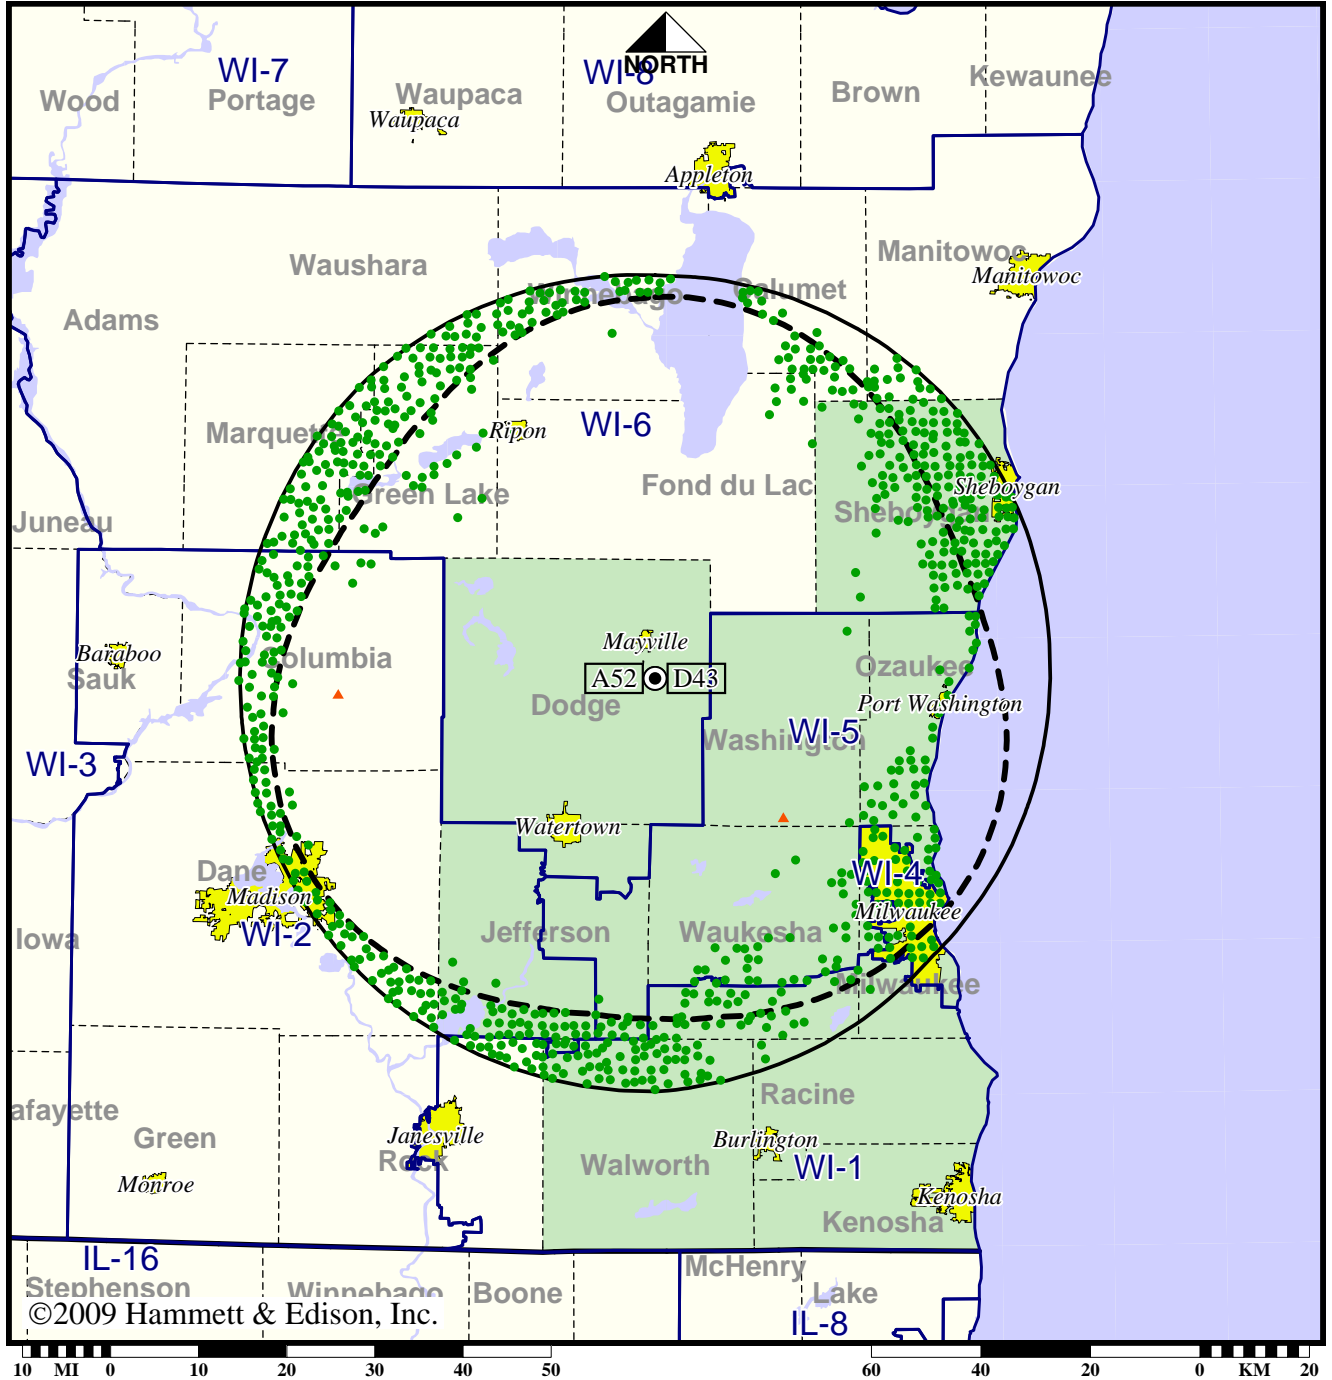 WI-7
WI-8
NORTH
Wood
Portage
Waupaca
Outagamie
Brown
Kewaunee
Waupaca
Appleton
Waushara
Manitowoc
Manitowoc
Winnebago
Calumet
Adams
Marquette
Ripon
WI-6
Green Lake
Fond du Lac
Sheboygan
Sheboygan
Juneau
Baraboo
Sauk
Columbia
Mayville
A52
D43
Dodge
Ozaukee
Port Washington
Washington
WI-5
WI-3
Watertown
Dane
Madison
WI-2
WI-4
Milwaukee
Iowa
Jefferson
Waukesha
Milwaukee
afayette
Green
Janesville
Rock
Racine
Burlington
Walworth
WI-1
Monroe
Kenosha
Kenosha
IL-16
Stephenson
Winnebago
Boone
McHenry
Lake
IL-8
©2009 Hammett & Edison, Inc.
10 MI 0 10 20 30 40 50
60 40 20 0 KM 20